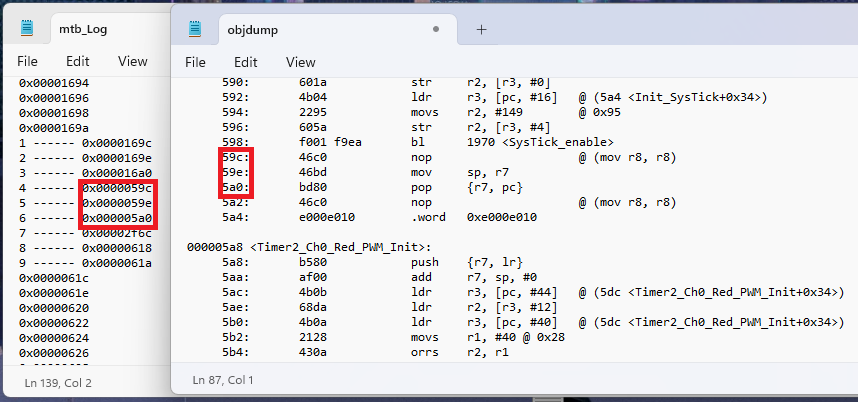 mtb_Log
File Edit View
0x00001694
0x00001696
0x00001698
0x0000169a
1 ------ 0x0000169c
2 ------ 0x0000169e
3 ------ 0x000016a0
4 ------ 0x0000059c
5 ------ 0x0000059e
6 ------ 0x000005a0
7 ------ 0x00002f6c
8 ------ 0x00000618
9 ------ 0x0000061a
0x0000061c
0x0000061e
0x00000620
0x00000622
0x00000624
0x00000626
Ln 139, Col 2
objdump
File Edit View
590: 601a str r2, [r3, #0]
592: 4b04 ldr r3, [pc, #16] @ (5a4 <Init_SysTick+0x34>)
594: 2295 movs r2, #149 @ 0x95
596: 605a str r2, [r3, #4]
598: f001 f9ea bl 1970 <SysTick_enable>
59c: 46c0 nop @ (mov r8, r8)
59e: 46bd mov sp, r7
5a0: bd80 pop {r7, pc}
5a2: 46c0 nop @ (mov r8, r8)
5a4: e000e010 .word 0xe000e010
000005a8 <Timer2_Ch0_Red_PWM_Init>:
5a8: b580 push {r7, lr}
5aa: af00 add r7, sp, #0
5ac: 4b0b ldr r3, [pc, #44] @ (5dc <Timer2_Ch0_Red_PWM_Init+0x34>)
5ae: 68da ldr r2, [r3, #12]
5b0: 4b0a ldr r3, [pc, #40] @ (5dc <Timer2_Ch0_Red_PWM_Init+0x34>)
5b2: 2128 movs r1, #40 @ 0x28
5b4: 430a orrs r2, r1
Ln 87, Col 1